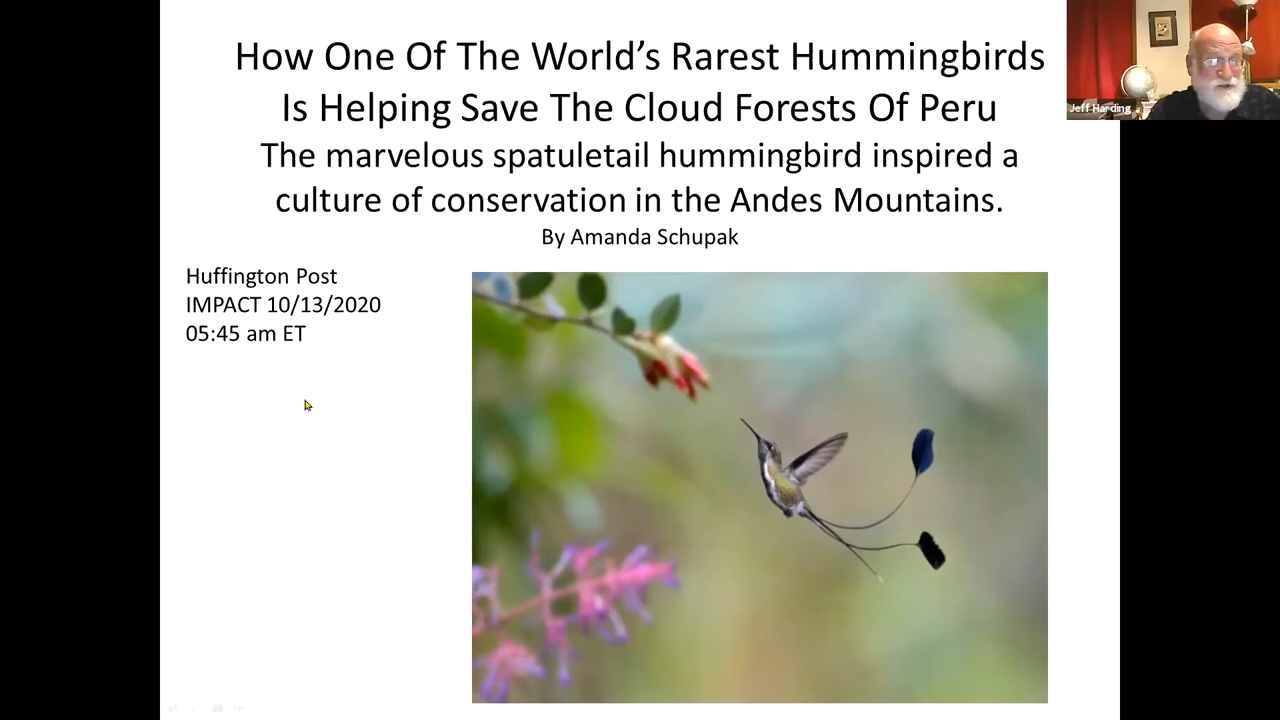 How One Of The World's Rarest Hummingbirds
Is Helping Save The Cloud Forests Of Peru
The marvelous spatuletail hummingbird inspired a
culture of conservation in the Andes Mountains.
By Amanda Schupak
Huffington Post
IMPACT 10/13/2020
05:45 am ET
Jeff Harding